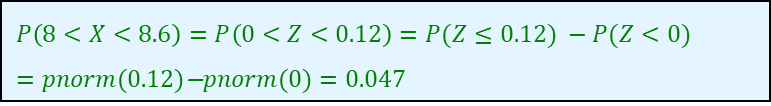 P(8 < X < 8.6) = P(0 < Z < 0.12) = P(Z ≤ 0.12) − P(Z < 0)
= pnorm(0.12)−pnorm(0) = 0.047